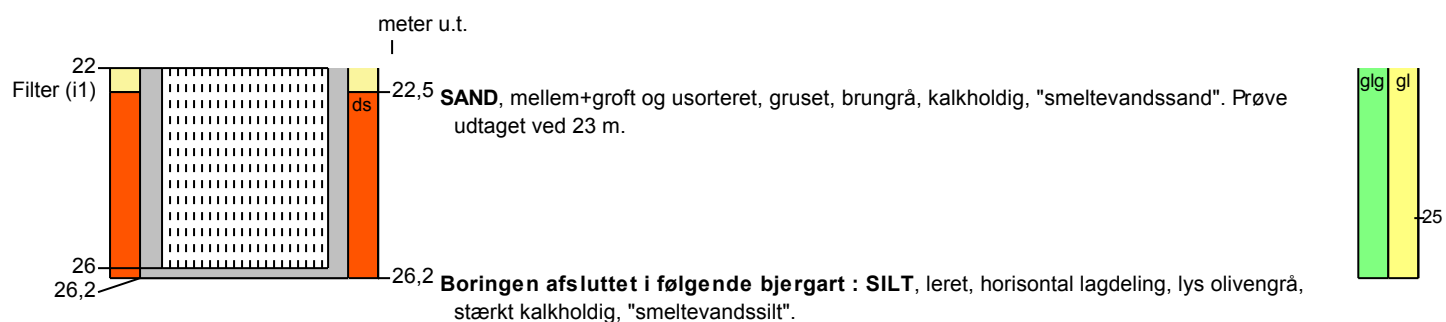 meter u.t.
22
Filter (i1)
22,5 SAND, mellem+groft og usorteret, gruset, brungrå, kalkholdig, "smeltevandssand". Prøve
udtaget ved 23 m.
ds
glg gl
25
26
26,2
26,2 Boringen afsluttet i følgende bjergart : SILT, leret, horisontal lagdeling, lys olivengrå,
stærkt kalkholdig, "smeltevandssilt".